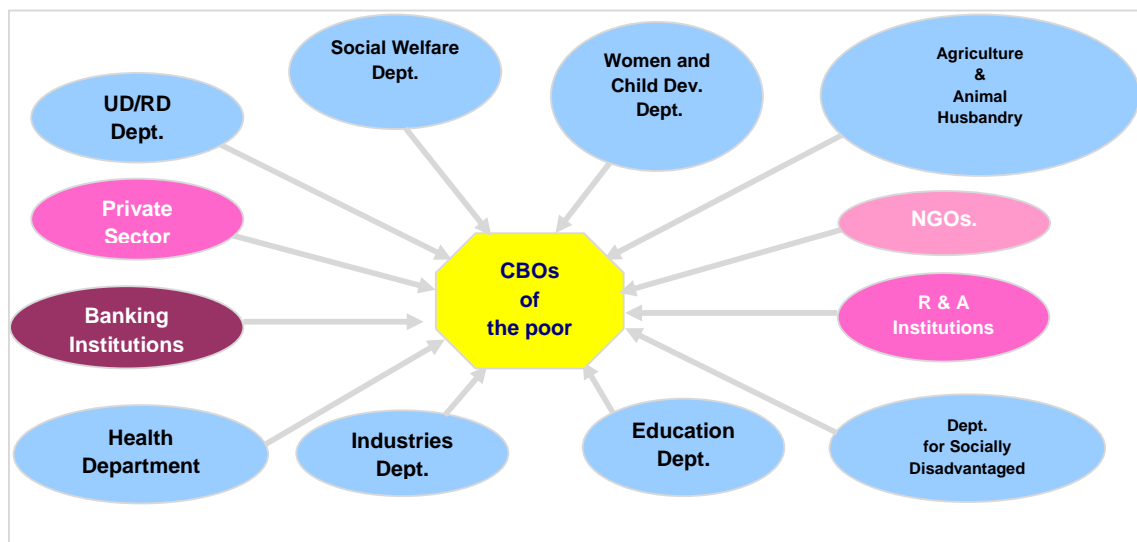 Social Welfare
Dept.
Women and
Child Dev.
Dept.
Agriculture
&
Animal
Husbandry
UD/RD
Dept.
Private
Sector
NGOs.
CBOs
of
the poor
Banking
Institutions
R & A
Institutions
Health
Department
Industries
Dept.
Education
Dept.
Dept.
for Socially
Disadvantaged